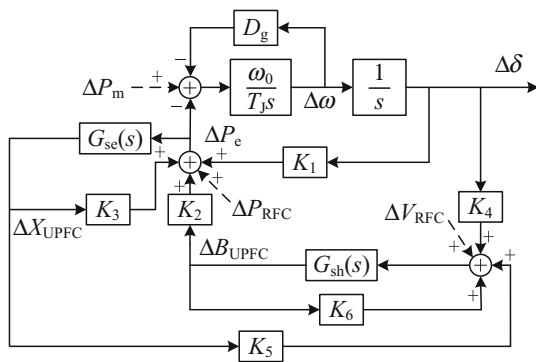 D_g
−
ΔP_m
+
−
ω_0
T_J s
Δω
1
s
Δδ
G_se(s)
ΔP_e
+
+
K_1
K_3
+
+
K_2
ΔP_RFC
K_4
ΔX_UPFC
ΔV_RFC
+
+
+
ΔB_UPFC
G_sh(s)
+
K_6
K_5